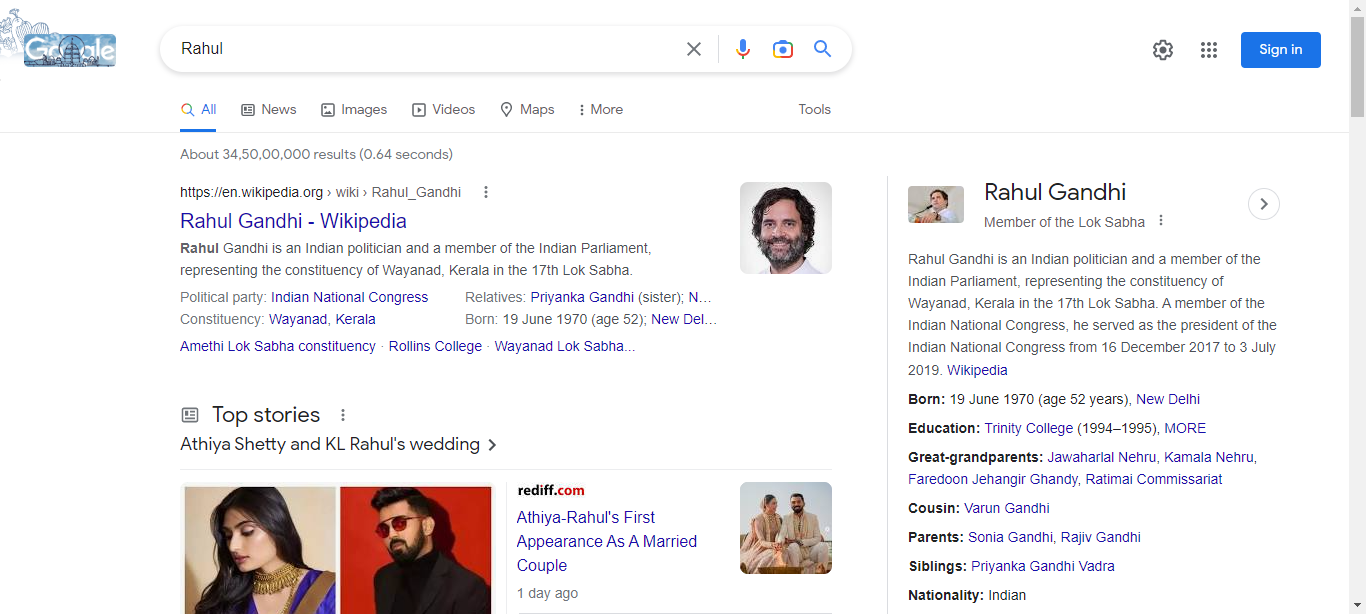 Google
Rahul
Sign in
All
News
Images
Videos
Maps
More
Tools
About 34,50,00,000 results (0.64 seconds)
https://en.wikipedia.org › wiki › Rahul_Gandhi
Rahul Gandhi - Wikipedia
Rahul Gandhi is an Indian politician and a member of the Indian Parliament,
representing the constituency of Wayanad, Kerala in the 17th Lok Sabha.
Political party: Indian National Congress
Relatives: Priyanka Gandhi (sister); N...
Constituency: Wayanad, Kerala
Born: 19 June 1970 (age 52); New Del...
Amethi Lok Sabha constituency · Rollins College · Wayanad Lok Sabha...
Top stories
Athiya Shetty and KL Rahul's wedding
rediff.com
Athiya-Rahul's First
Appearance As A Married
Couple
1 day ago
Rahul Gandhi
Member of the Lok Sabha
Rahul Gandhi is an Indian politician and a member of the
Indian Parliament, representing the constituency of
Wayanad, Kerala in the 17th Lok Sabha. A member of the
Indian National Congress, he served as the president of the
Indian National Congress from 16 December 2017 to 3 July
2019. Wikipedia
Born: 19 June 1970 (age 52 years), New Delhi
Education: Trinity College (1994–1995), MORE
Great-grandparents: Jawaharlal Nehru, Kamala Nehru,
Faredoon Jehangir Ghandy, Ratimai Commissariat
Cousin: Varun Gandhi
Parents: Sonia Gandhi, Rajiv Gandhi
Siblings: Priyanka Gandhi Vadra
Nationality: Indian